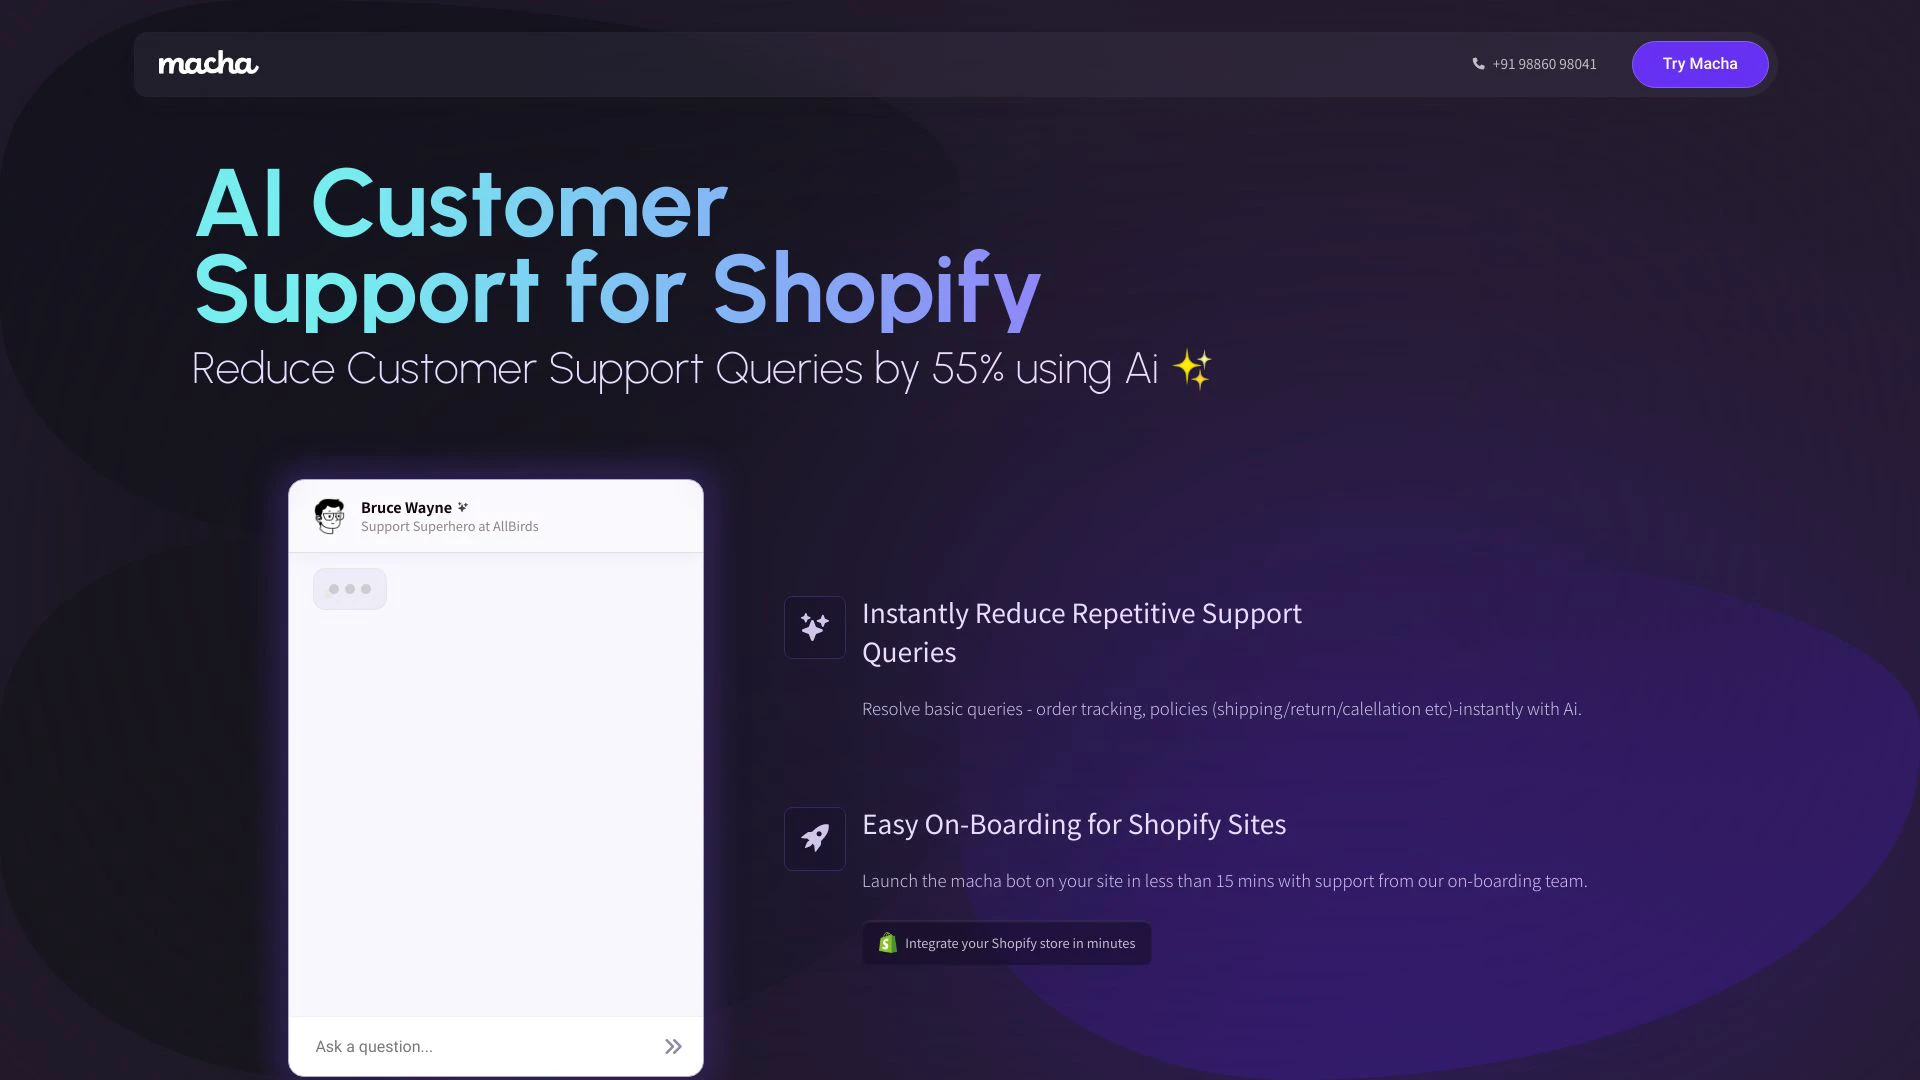 macha
+91 98860 98041
Try Macha
AI Customer
Support for Shopify
Reduce Customer Support Queries by 55% using Ai ✨
Bruce Wayne
Support Superhero at AllBirds
Ask a question...
Instantly Reduce Repetitive Support
Queries
Resolve basic queries - order tracking, policies (shipping/return/calellation etc)-instantly with Ai.
Easy On-Boarding for Shopify Sites
Launch the macha bot on your site in less than 15 mins with support from our on-boarding team.
Integrate your Shopify store in minutes